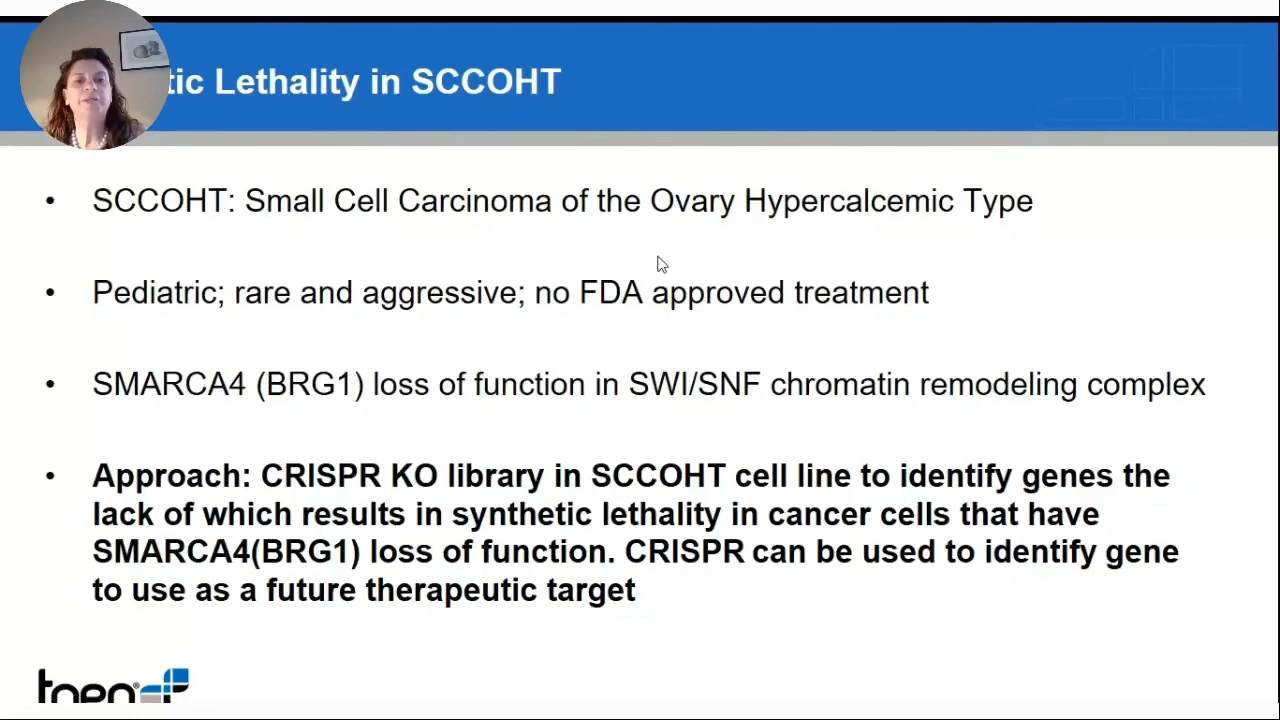 tic Lethality in SCCOHT
• SCCOHT: Small Cell Carcinoma of the Ovary Hypercalcemic Type
• Pediatric; rare and aggressive; no FDA approved treatment
• SMARCA4 (BRG1) loss of function in SWI/SNF chromatin remodeling complex
• Approach: CRISPR KO library in SCCOHT cell line to identify genes the
lack of which results in synthetic lethality in cancer cells that have
SMARCA4(BRG1) loss of function. CRISPR can be used to identify gene
to use as a future therapeutic target